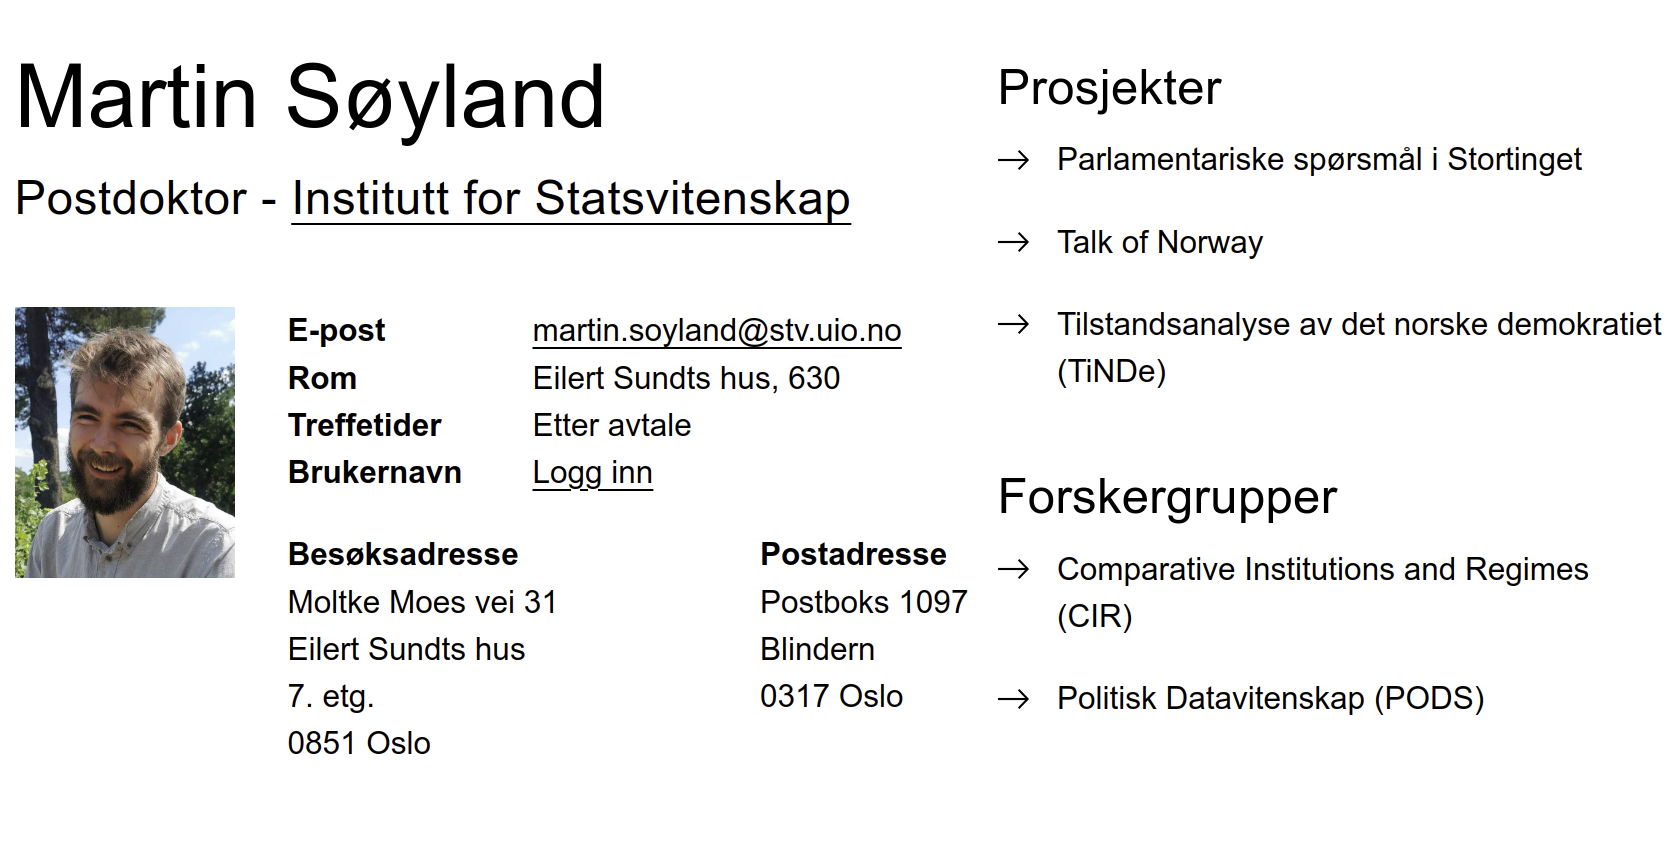 Martin Søyland
Postdoktor - Institutt for Statsvitenskap
E-post martin.soyland@stv.uio.no
Rom Eilert Sundts hus, 630
Treffetider Etter avtale
Brukernavn Logg inn
Besøksadresse
Moltke Moes vei 31
Eilert Sundts hus
7. etg.
0851 Oslo
Postadresse
Postboks 1097
Blindern
0317 Oslo
Prosjekter
Parlamentariske spørsmål i Stortinget
Talk of Norway
Tilstandsanalyse av det norske demokratiet
(TiNDe)
Forskergrupper
Comparative Institutions and Regimes
(CIR)
Politisk Datavitenskap (PODS)